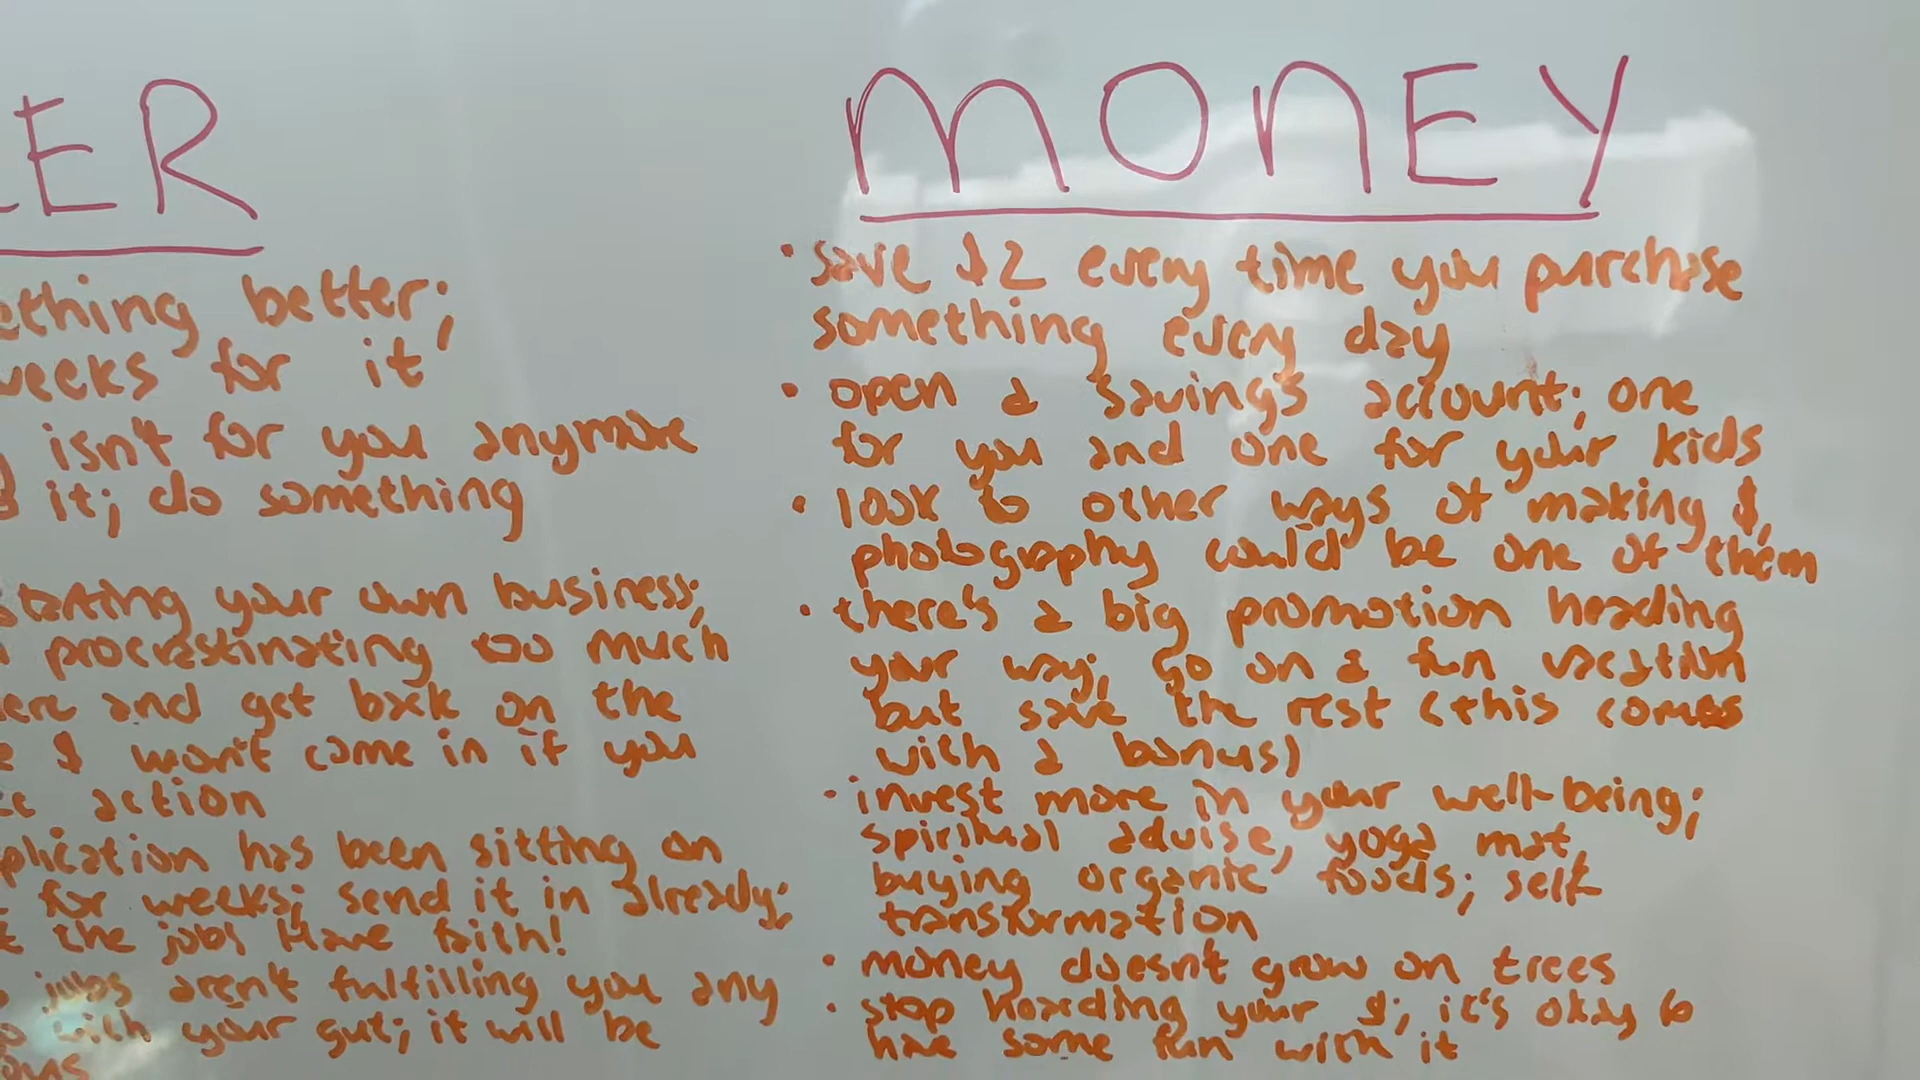 ER
ething better;
weeks for it
isn't for you anymore
it; do something
starting your own business;
procrastinating too much
and get back on the
$ won't come in if you
action
plication has been sitting on
for weeks; send it in already;
the job! Have faith!
jobs aren't fulfilling you any
with your gut; it will be
MONEY
• save $2 every time you purchase
something every day
• open a savings account; one
for you and one for your kids
• look to other ways of making $,
photography could be one of them
• there's a big promotion heading
your way; go on a fun vacation
but save the rest (this comes
with a bonus)
• invest more in your well-being;
spiritual advise, yoga mat,
buying organic foods; self
transformation
• money doesn't grow on trees
• stop hoarding your $; it's okay to
have some fun with it